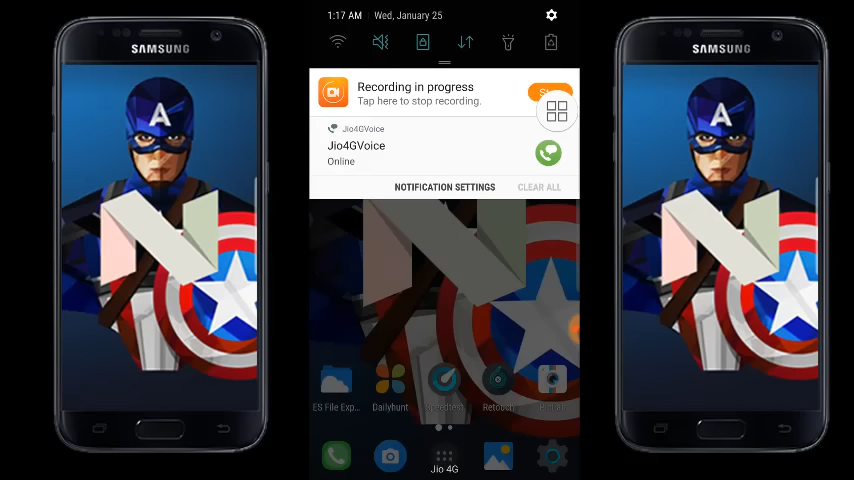 SAMSUNG
1:17 AM Wed, January 25
Recording in progress
Tap here to stop recording.
Jio4GVoice
Jio4GVoice
Online
NOTIFICATION SETTINGS CLEAR ALL
A
N
ES File Exp... Dailyhunt Speedtest Retouch
Jio 4G
SAMSUNG
A
N